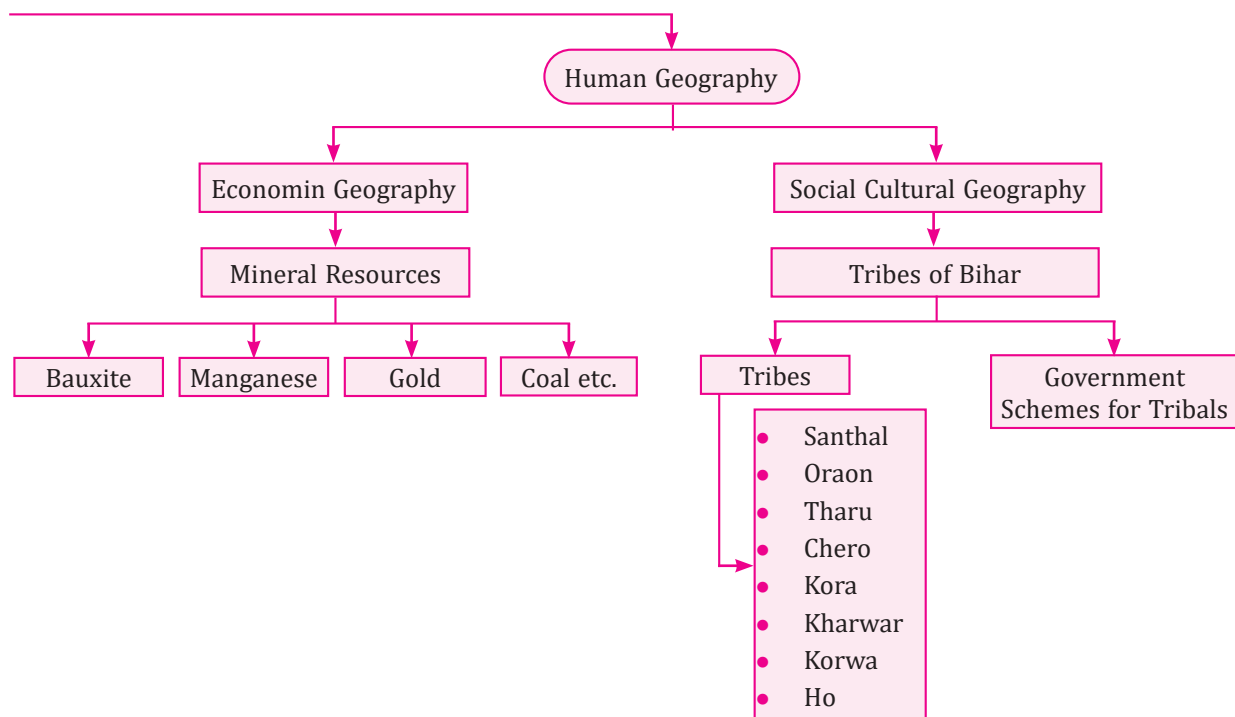 Human Geography
Economin Geography
Social Cultural Geography
Mineral Resources
Tribes of Bihar
Bauxite
Manganese
Gold
Coal etc.
Tribes
Government
Schemes for Tribals
• Santhal
• Oraon
• Tharu
• Chero
• Kora
• Kharwar
• Korwa
• Ho